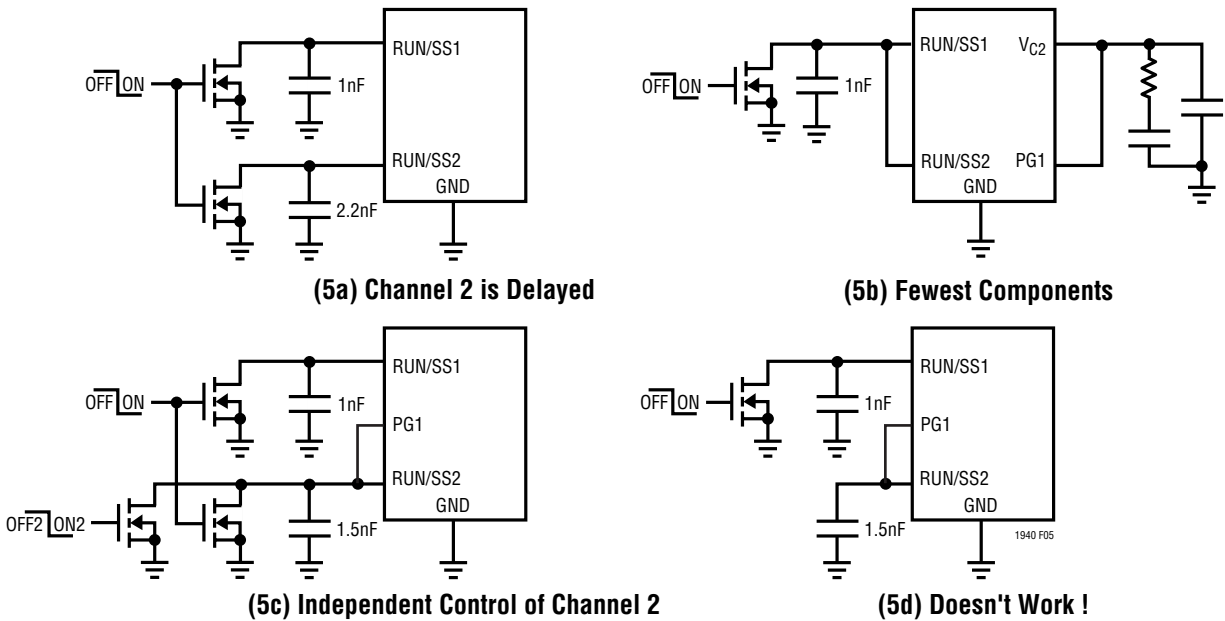 RUN/SS1
OFF ON
1nF
RUN/SS2
GND
2.2nF
(5a) Channel 2 is Delayed
RUN/SS1
VC2
OFF ON
1nF
RUN/SS2
PG1
GND
(5b) Fewest Components
RUN/SS1
OFF ON
1nF
PG1
RUN/SS2
OFF2 ON2
GND
1.5nF
(5c) Independent Control of Channel 2
RUN/SS1
OFF ON
1nF
PG1
RUN/SS2
GND
1.5nF
1940 F05
(5d) Doesn't Work !